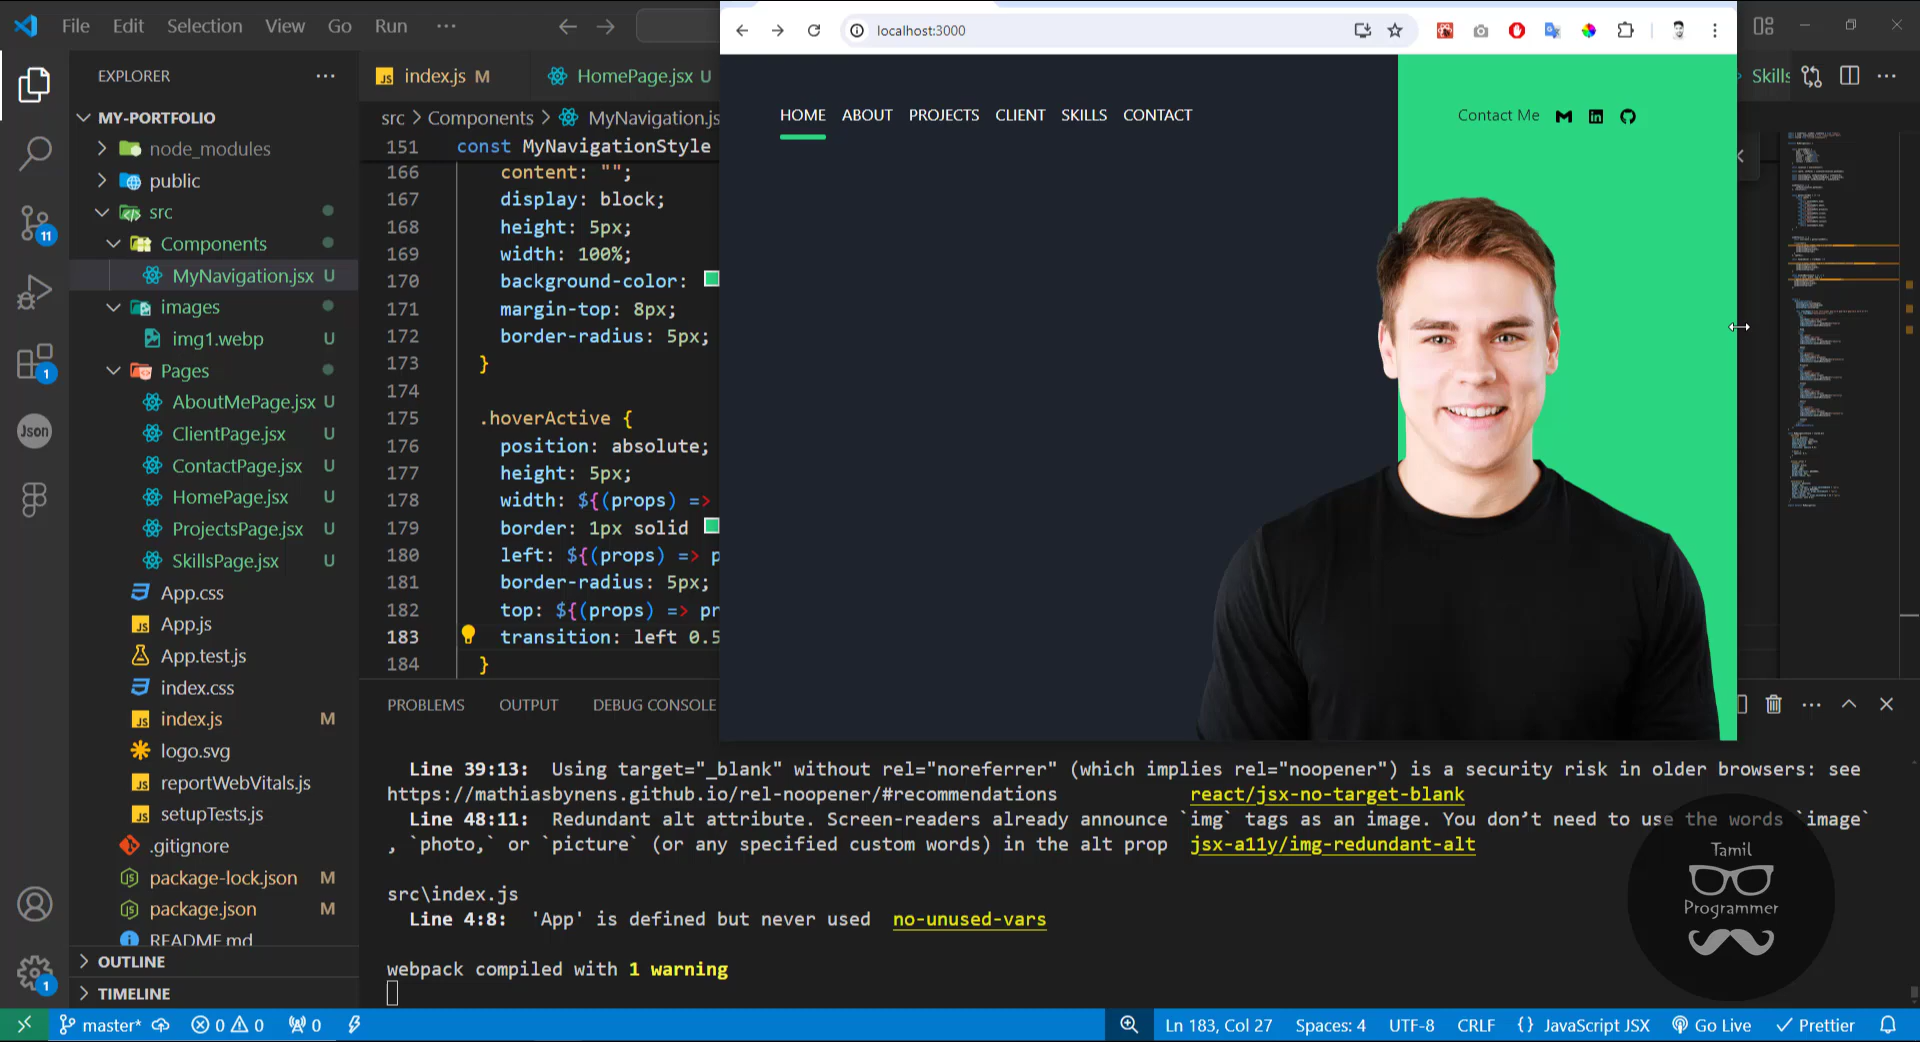 File Edit Selection View Go Run ···
localhost:3000
EXPLORER
MY-PORTFOLIO
node_modules
public
src
Components
MyNavigation.jsx U
images
img1.webp U
Pages
AboutMePage.jsx U
ClientPage.jsx U
ContactPage.jsx U
HomePage.jsx U
ProjectsPage.jsx U
SkillsPage.jsx U
App.css
App.js
App.test.js
index.css
index.js M
logo.svg
reportWebVitals.js
setupTests.js
.gitignore
package-lock.json M
package.json M
README.md
OUTLINE
TIMELINE
11
1
Json
1
index.js M HomePage.jsx U
Skills
src > Components > MyNavigation.js
151 const MyNavigationStyle
166 content: "";
167 display: block;
168 height: 5px;
169 width: 100%;
170 background-color:
171 margin-top: 8px;
172 border-radius: 5px;
173 }
174
175 .hoverActive {
176 position: absolute;
177 height: 5px;
178 width: ${(props) =>
179 border: 1px solid
180 left: ${(props) => p
181 border-radius: 5px;
182 top: ${(props) => pr
183 transition: left 0.5
184 }
HOME ABOUT PROJECTS CLIENT SKILLS CONTACT
Contact Me
PROBLEMS OUTPUT DEBUG CONSOLE
Line 39:13: Using target="_blank" without rel="noreferrer" (which implies rel="noopener") is a security risk in older browsers: see
https://mathiasbynens.github.io/rel-noopener/#recommendations react/jsx-no-target-blank
Line 48:11: Redundant alt attribute. Screen-readers already announce `img` tags as an image. You don’t need to use the words `image`
, `photo,` or `picture` (or any specified custom words) in the alt prop jsx-a11y/img-redundant-alt
src\index.js
Line 4:8: 'App' is defined but never used no-unused-vars
webpack compiled with 1 warning
Tamil
Programmer
master* 0 0 0 Ln 183, Col 27 Spaces: 4 UTF-8 CRLF {} JavaScript JSX Go Live Prettier